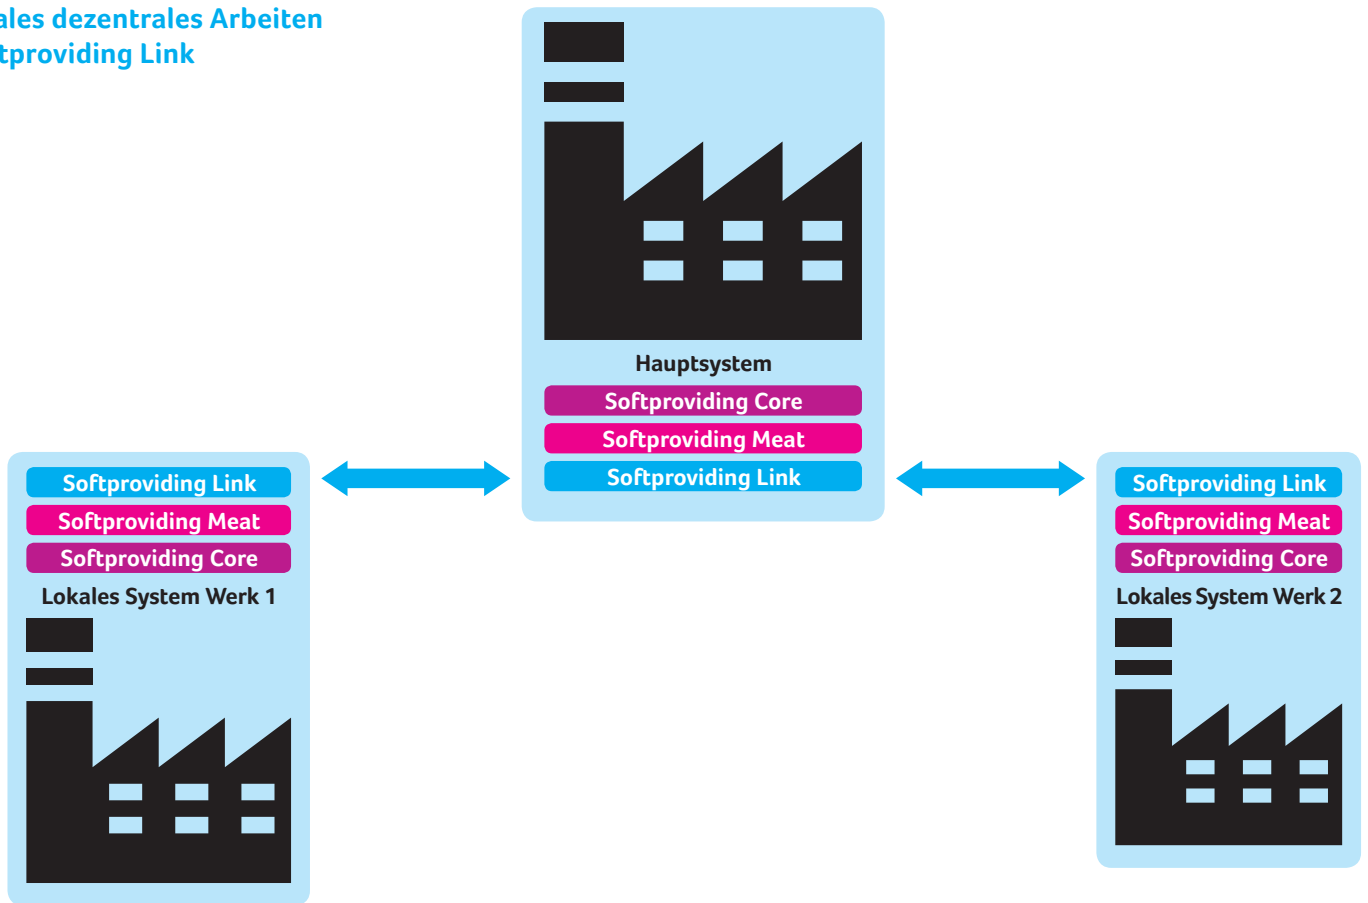 ales dezentrales Arbeiten
tproviding Link
Hauptsystem
Softproviding Core
Softproviding Meat
Softproviding Link
Softproviding Link
Softproviding Meat
Softproviding Core
Lokales System Werk 1
Softproviding Link
Softproviding Meat
Softproviding Core
Lokales System Werk 2